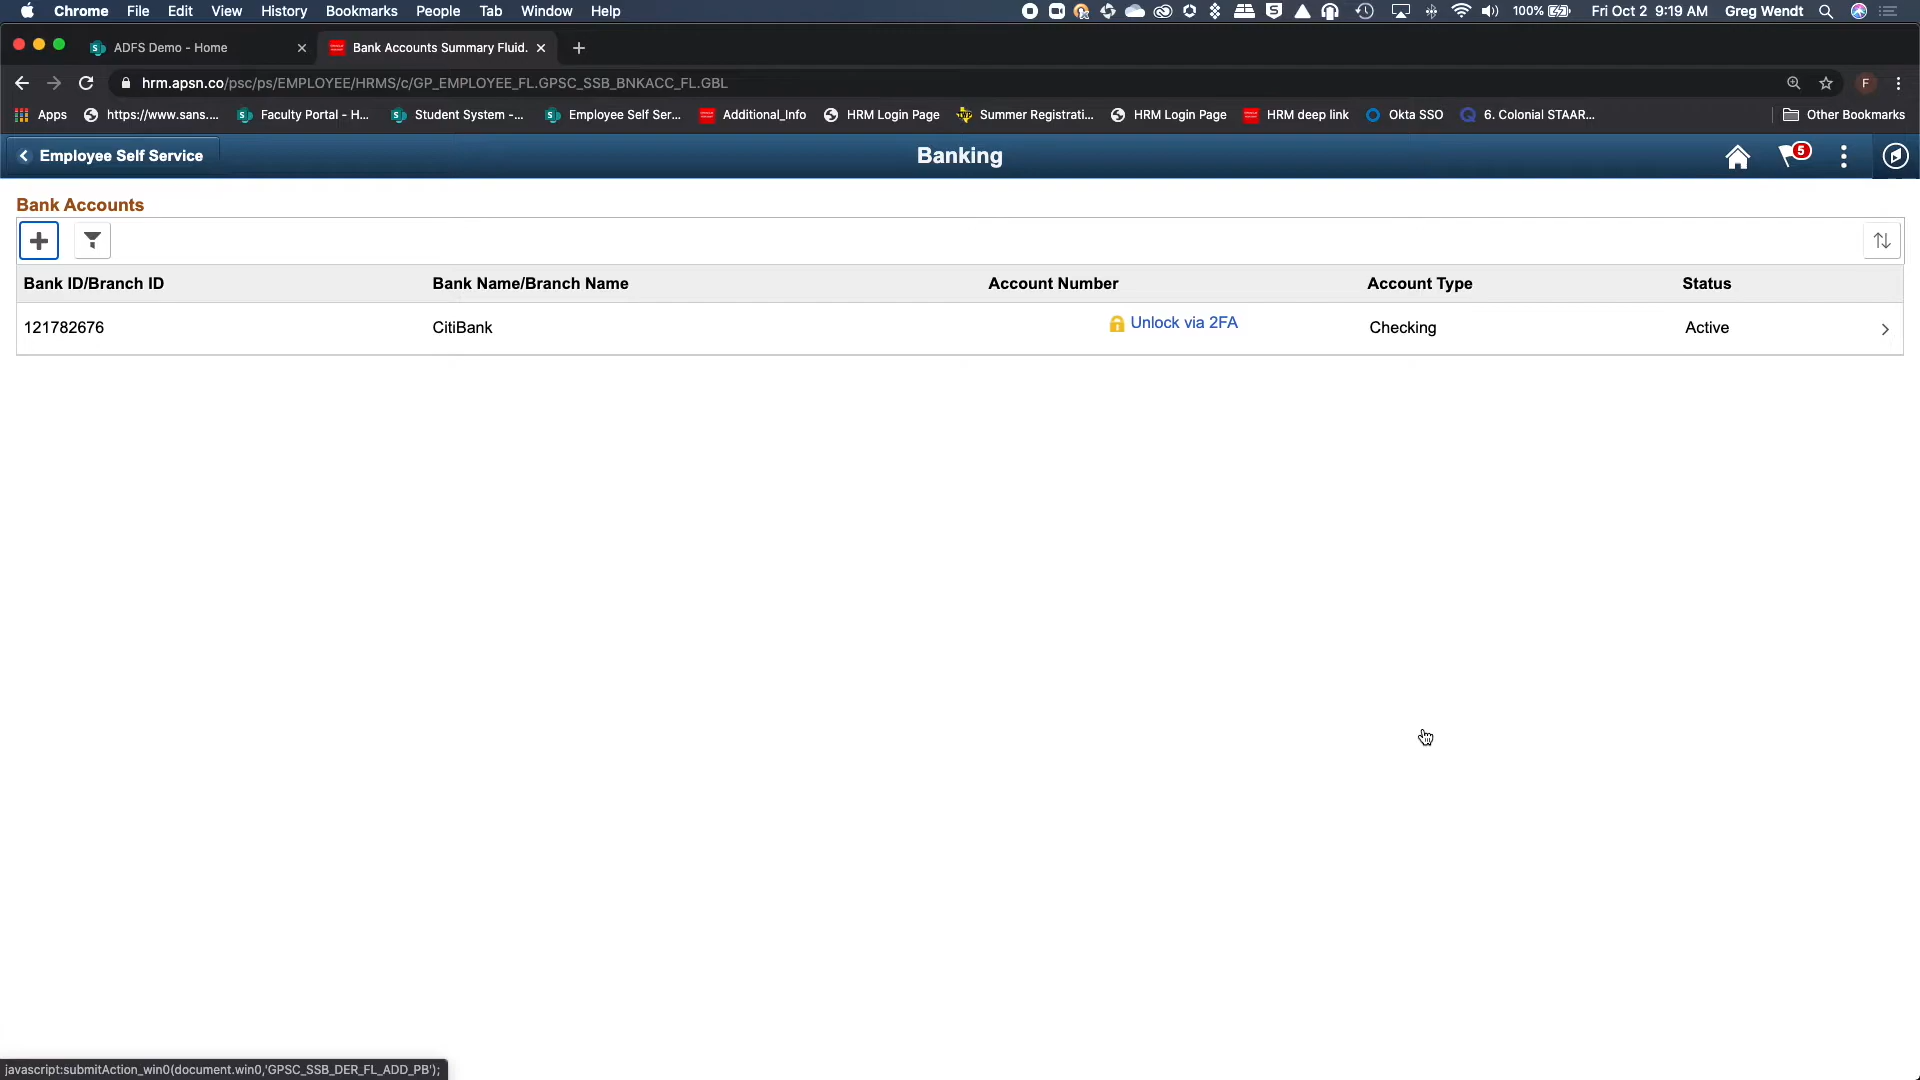 Chrome File Edit View History Bookmarks People Tab Window Help 100% Fri Oct 2 9:19 AM Greg Wendt
ADFS Demo - Home Bank Accounts Summary Fluid.
hrm.apsn.co/psc/ps/EMPLOYEE/HRMS/c/GP_EMPLOYEE_FL.GPSC_SSB_BNKACC_FL.GBL F
Apps https://www.sans.... Faculty Portal - H... Student System -... Employee Self Ser... Additional_Info HRM Login Page Summer Registrati... HRM Login Page HRM deep link Okta SSO 6. Colonial STAAR... Other Bookmarks
Employee Self Service Banking 5
Bank Accounts
Bank ID/Branch ID Bank Name/Branch Name Account Number Account Type Status
121782676 CitiBank Unlock via 2FA Checking Active
javascript:submitAction_win0(document.win0,'GPSC_SSB_DER_FL_ADD_PB');